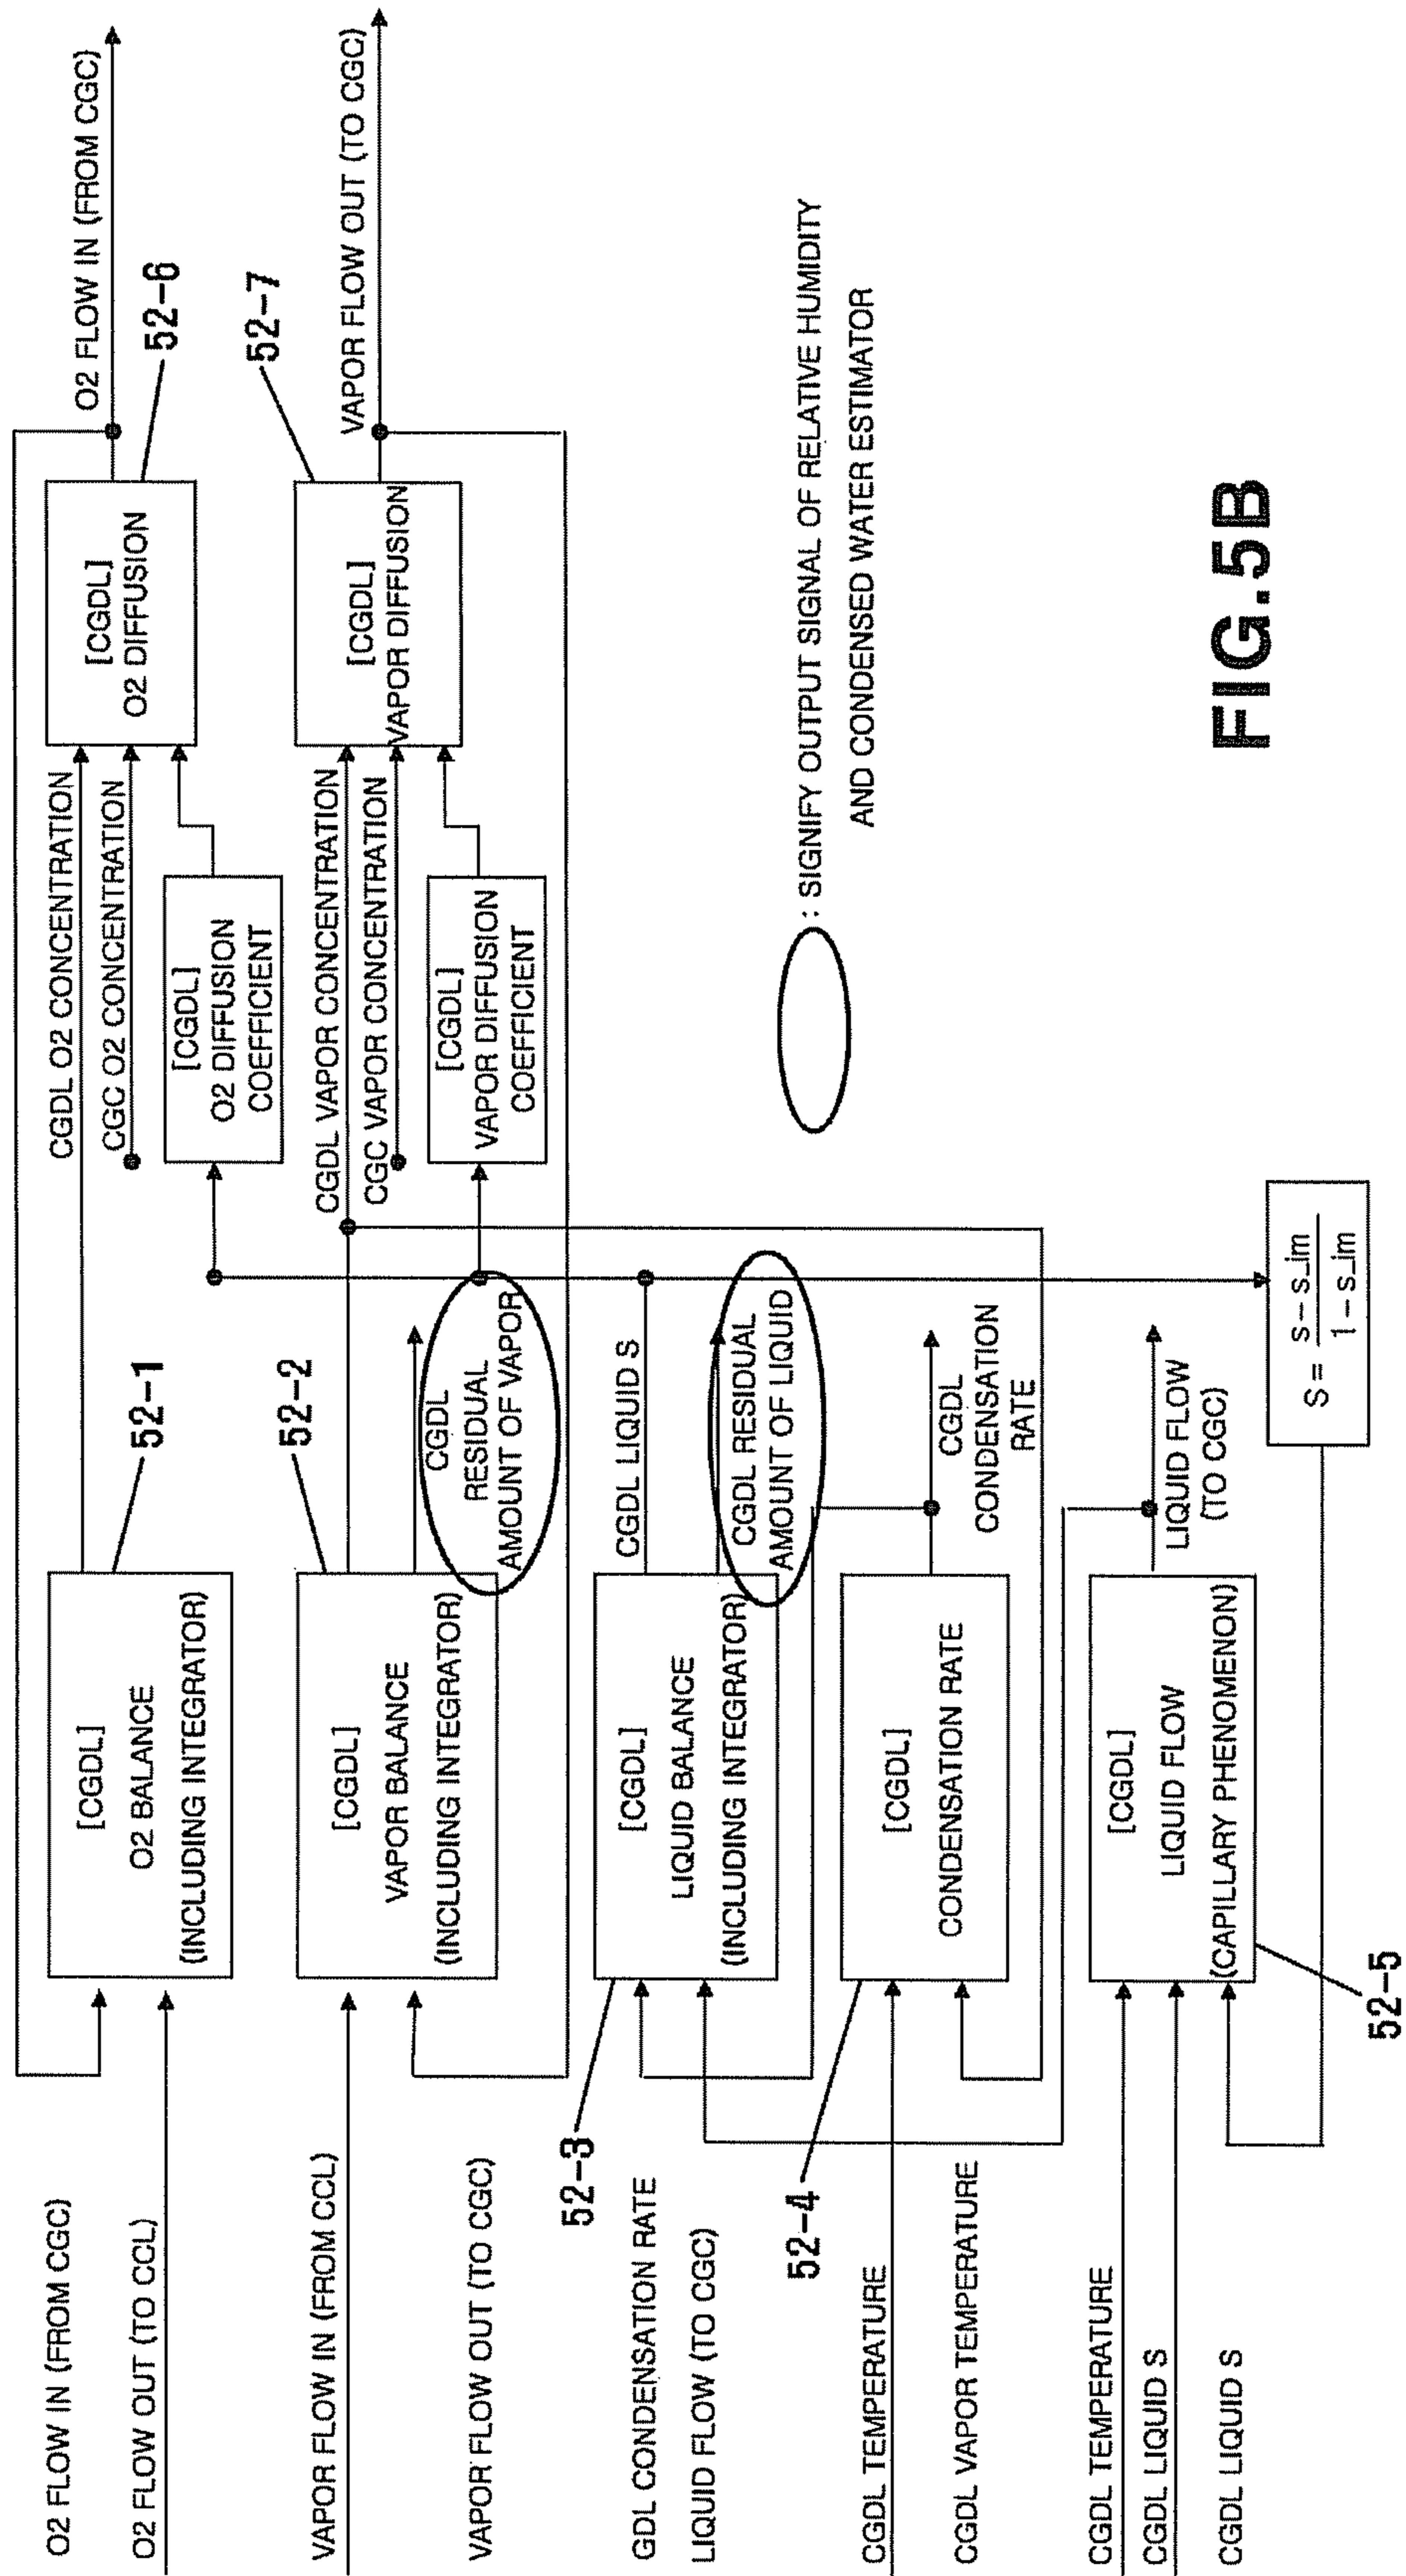 O2 FLOW IN (FROM CGC)
O2 FLOW OUT (TO CCL)
[CGDL]
O2 BALANCE
(INCLUDING INTEGRATOR)
52-1
CGDL O2 CONCENTRATION
CGC O2 CONCENTRATION
[CGDL]
O2 DIFFUSION
COEFFICIENT
[CGDL]
O2 DIFFUSION
52-6
O2 FLOW IN (FROM CGC)
VAPOR FLOW IN (FROM CCL)
VAPOR FLOW OUT (TO CGC)
[CGDL]
VAPOR BALANCE
(INCLUDING INTEGRATOR)
52-2
CGDL
RESIDUAL
AMOUNT OF VAPOR
CGDL VAPOR CONCENTRATION
CGC VAPOR CONCENTRATION
[CGDL]
VAPOR DIFFUSION
COEFFICIENT
[CGDL]
VAPOR DIFFUSION
52-7
VAPOR FLOW OUT (TO CGC)
GDL CONDENSATION RATE
LIQUID FLOW (TO CGC)
52-3
[CGDL]
LIQUID BALANCE
(INCLUDING INTEGRATOR)
CGDL LIQUID S
CGDL RESIDUAL
AMOUNT OF LIQUID
CGDL TEMPERATURE
CGDL VAPOR TEMPERATURE
52-4
[CGDL]
CONDENSATION RATE
CGDL
CONDENSATION
RATE
CGDL TEMPERATURE
CGDL LIQUID S
CGDL LIQUID S
[CGDL]
LIQUID FLOW
(CAPILLARY PHENOMENON)
52-5
LIQUID FLOW
(TO CGC)
S = s − s_im / 1 − s_im
: SIGNIFY OUTPUT SIGNAL OF RELATIVE HUMIDITY
AND CONDENSED WATER ESTIMATOR
FIG.5B